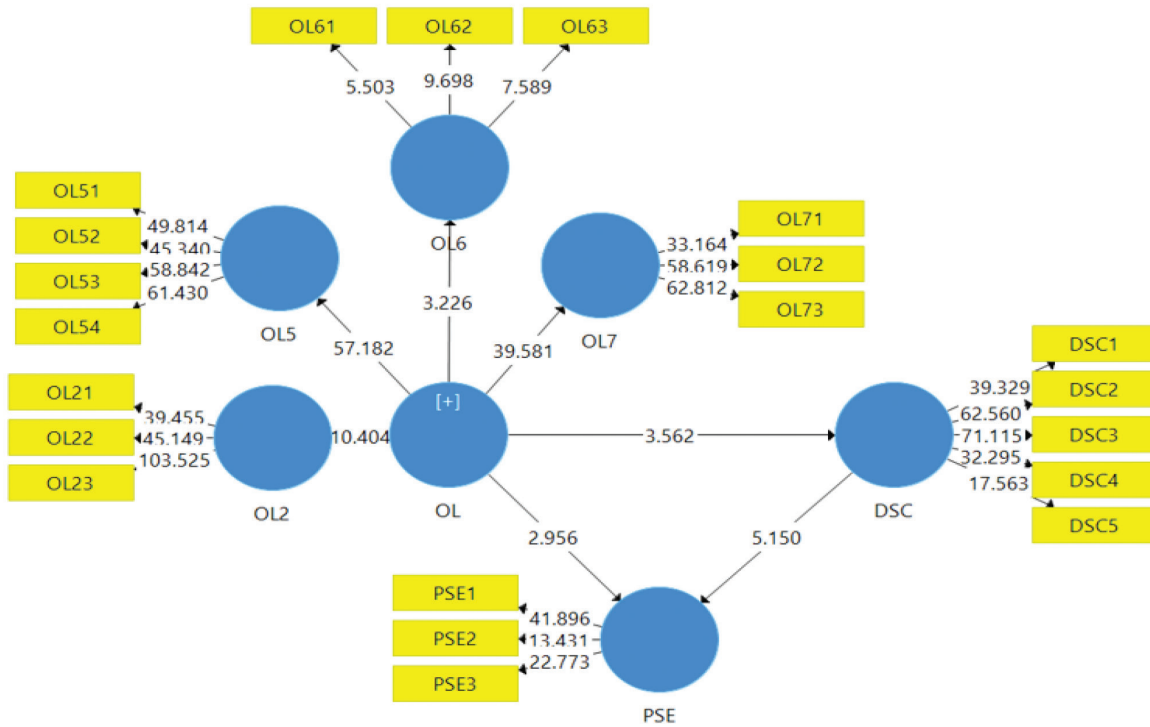 OL61 OL62 OL63
5.503 9.698 7.589
OL6
OL51
OL52
OL53
OL54
49.814
45.340
58.842
61.430
OL5
OL71
OL72
OL73
33.164
58.619
62.812
OL7
57.182
3.226
39.581
OL21
OL22
OL23
39.455
45.149
103.525
OL2
10.404
[+]
OL
3.562
DSC1
DSC2
DSC3
DSC4
DSC5
39.329
62.560
71.115
32.295
17.563
DSC
2.956
5.150
PSE1
PSE2
PSE3
41.896
13.431
22.773
PSE